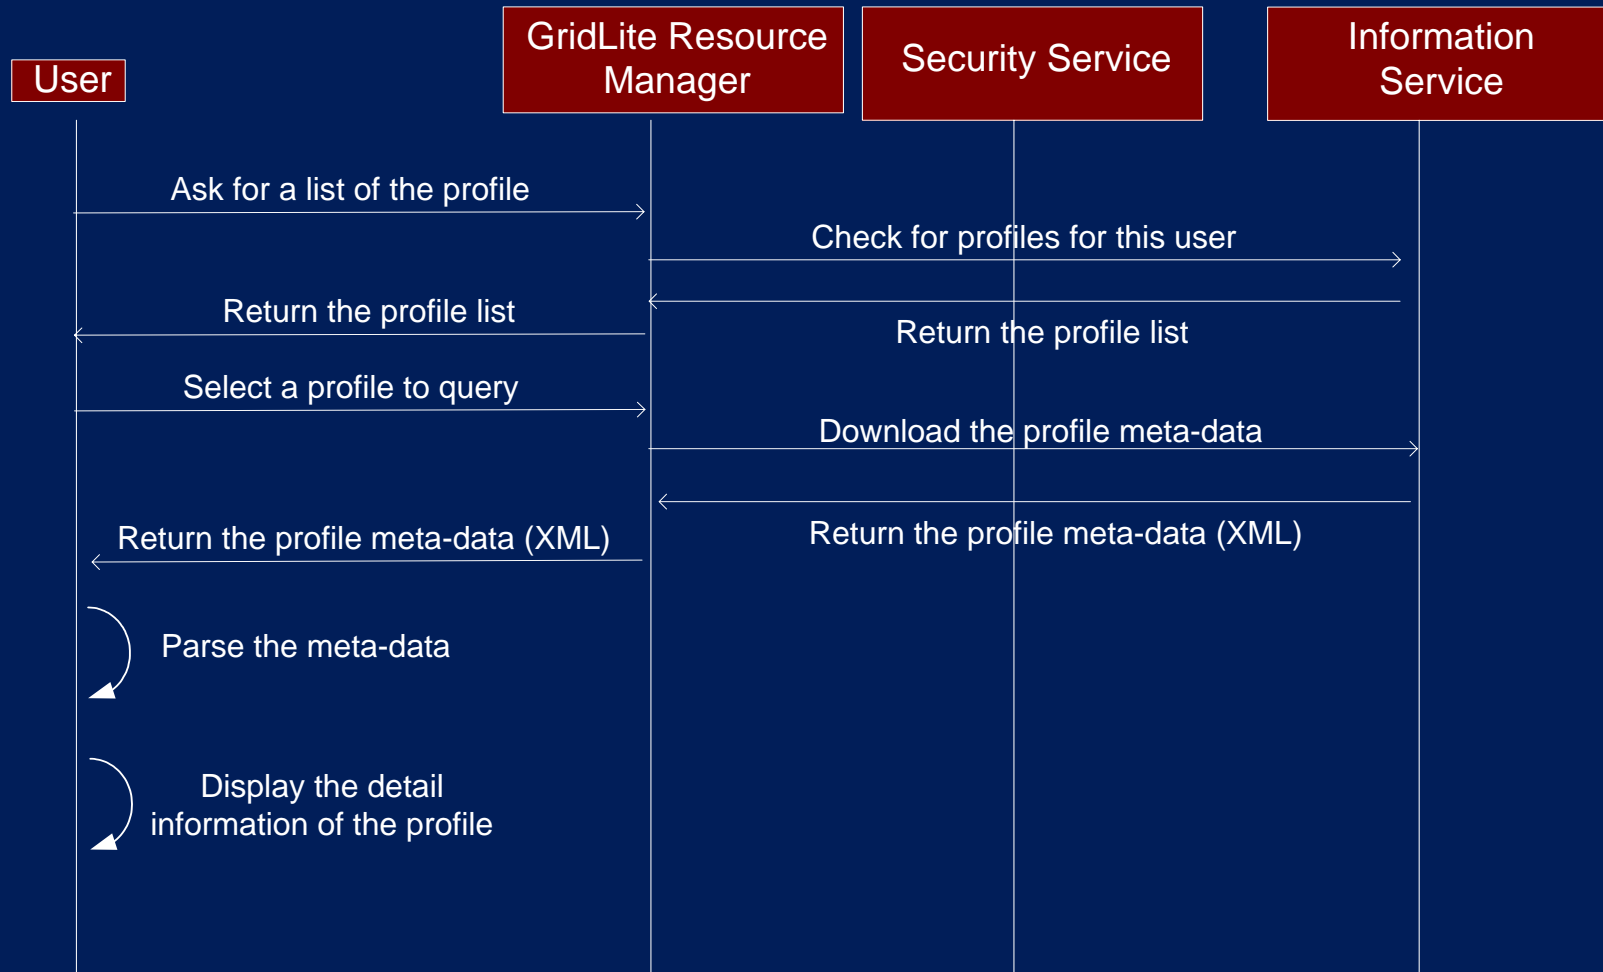 User
GridLite Resource
Manager
Security Service
Information
Service
Ask for a list of the profile
Check for profiles for this user
Return the profile list
Return the profile list
Select a profile to query
Download the profile meta-data
Return the profile meta-data (XML)
Return the profile meta-data (XML)
Parse the meta-data
Display the detail
information of the profile